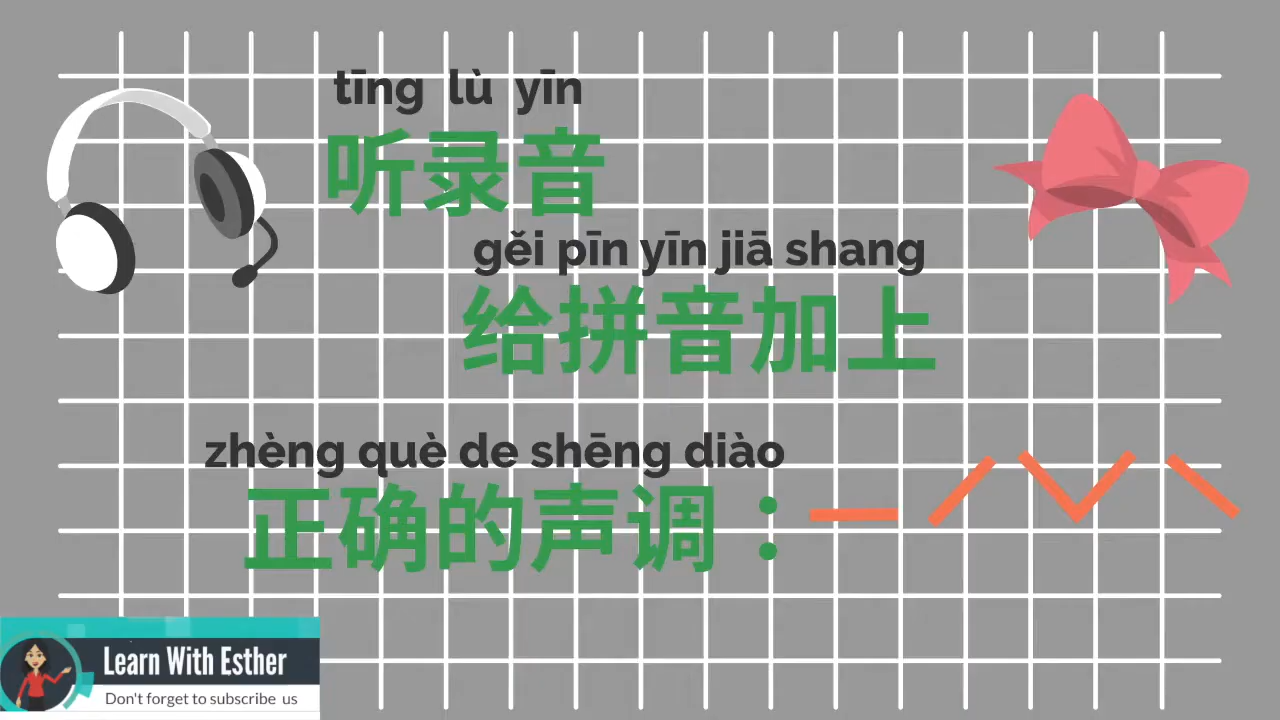 tīng lù yīn
听录音
gěi pīn yīn jiā shang
给拼音加上
zhèng què de shēng diào
正确的声调：
Learn With Esther
Don't forget to subscribe us